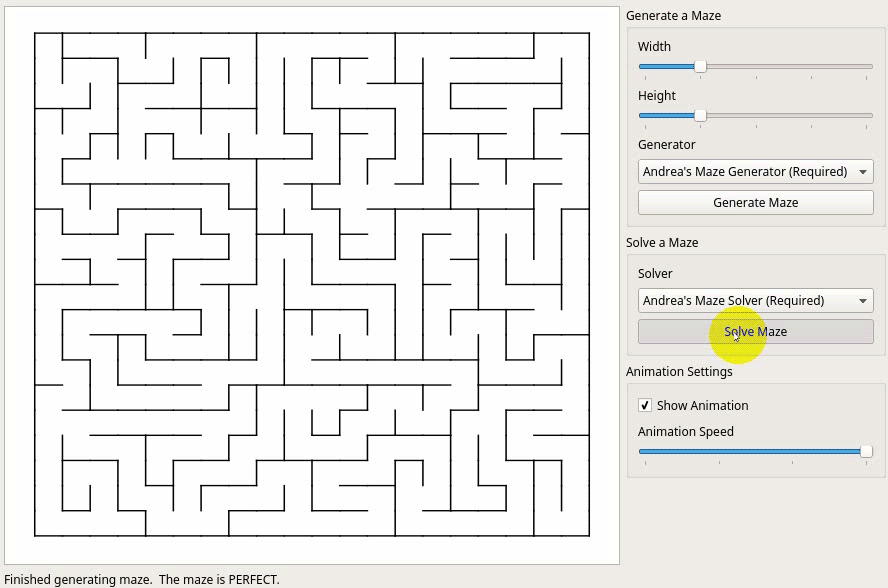 Generate a Maze
Width
Height
Generator
Andrea's Maze Generator (Required)
Generate Maze
Solve a Maze
Solver
Andrea's Maze Solver (Required)
Solve Maze
Animation Settings
Show Animation
Animation Speed
Finished generating maze.  The maze is PERFECT.